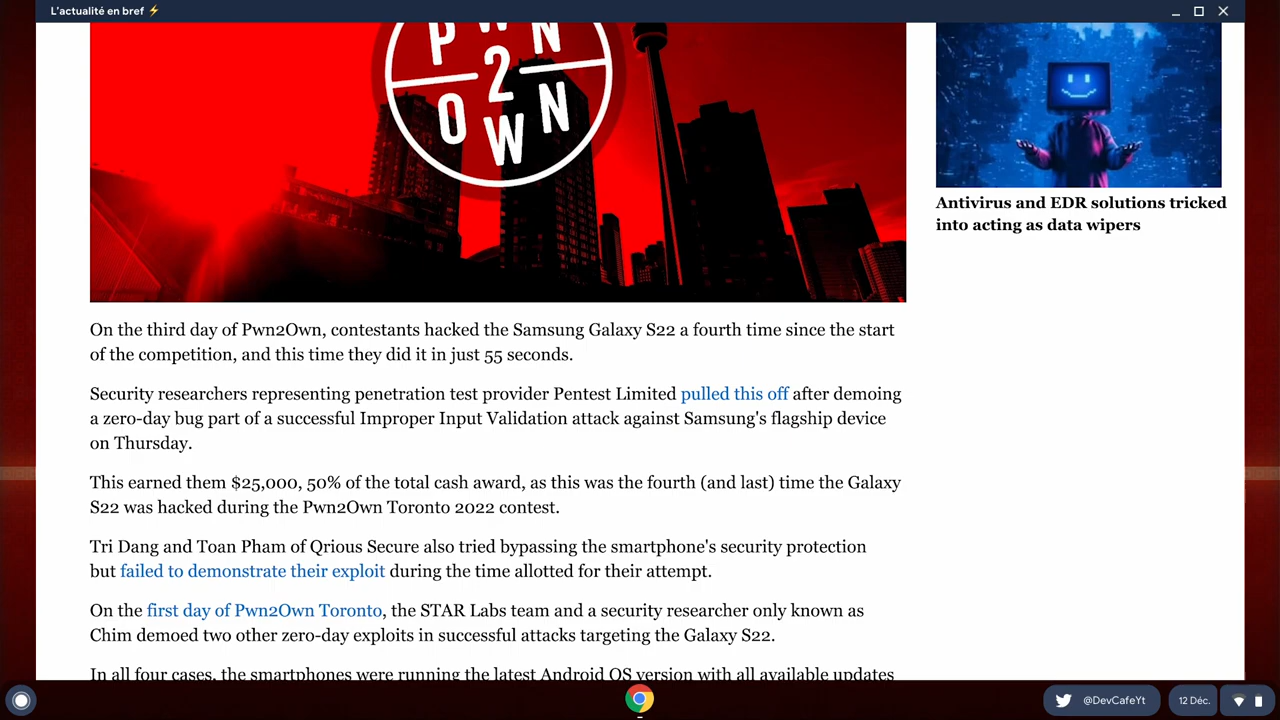 L'actualité en bref ⚡
PWN
2
OWN
Antivirus and EDR solutions tricked
into acting as data wipers
On the third day of Pwn2Own, contestants hacked the Samsung Galaxy S22 a fourth time since the start
of the competition, and this time they did it in just 55 seconds.
Security researchers representing penetration test provider Pentest Limited pulled this off after demoing
a zero-day bug part of a successful Improper Input Validation attack against Samsung's flagship device
on Thursday.
This earned them $25,000, 50% of the total cash award, as this was the fourth (and last) time the Galaxy
S22 was hacked during the Pwn2Own Toronto 2022 contest.
Tri Dang and Toan Pham of Qrious Secure also tried bypassing the smartphone's security protection
but failed to demonstrate their exploit during the time allotted for their attempt.
On the first day of Pwn2Own Toronto, the STAR Labs team and a security researcher only known as
Chim demoed two other zero-day exploits in successful attacks targeting the Galaxy S22.
In all four cases, the smartphones were running the latest Android OS version with all available updates
@DevCafeYt
12 Déc.